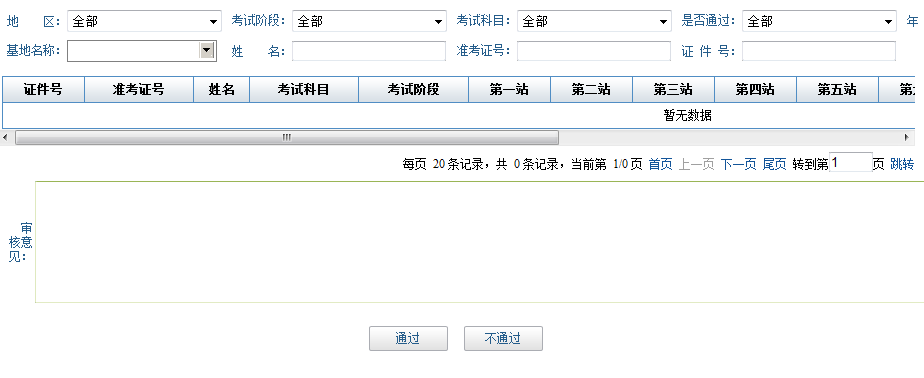 地 区： 全部 考试阶段： 全部 考试科目： 全部 是否通过： 全部 年
基地名称： 姓 名： 准考证号： 证 件 号：
证件号 准考证号 姓名 考试科目 考试阶段 第一站 第二站 第三站 第四站 第五站 第
暂无数据
每页 20 条记录，共 0 条记录，当前第 1/0 页 首页 上一页 下一页 尾页 转到第 1 页 跳转
审
核意
见：
通过 不通过